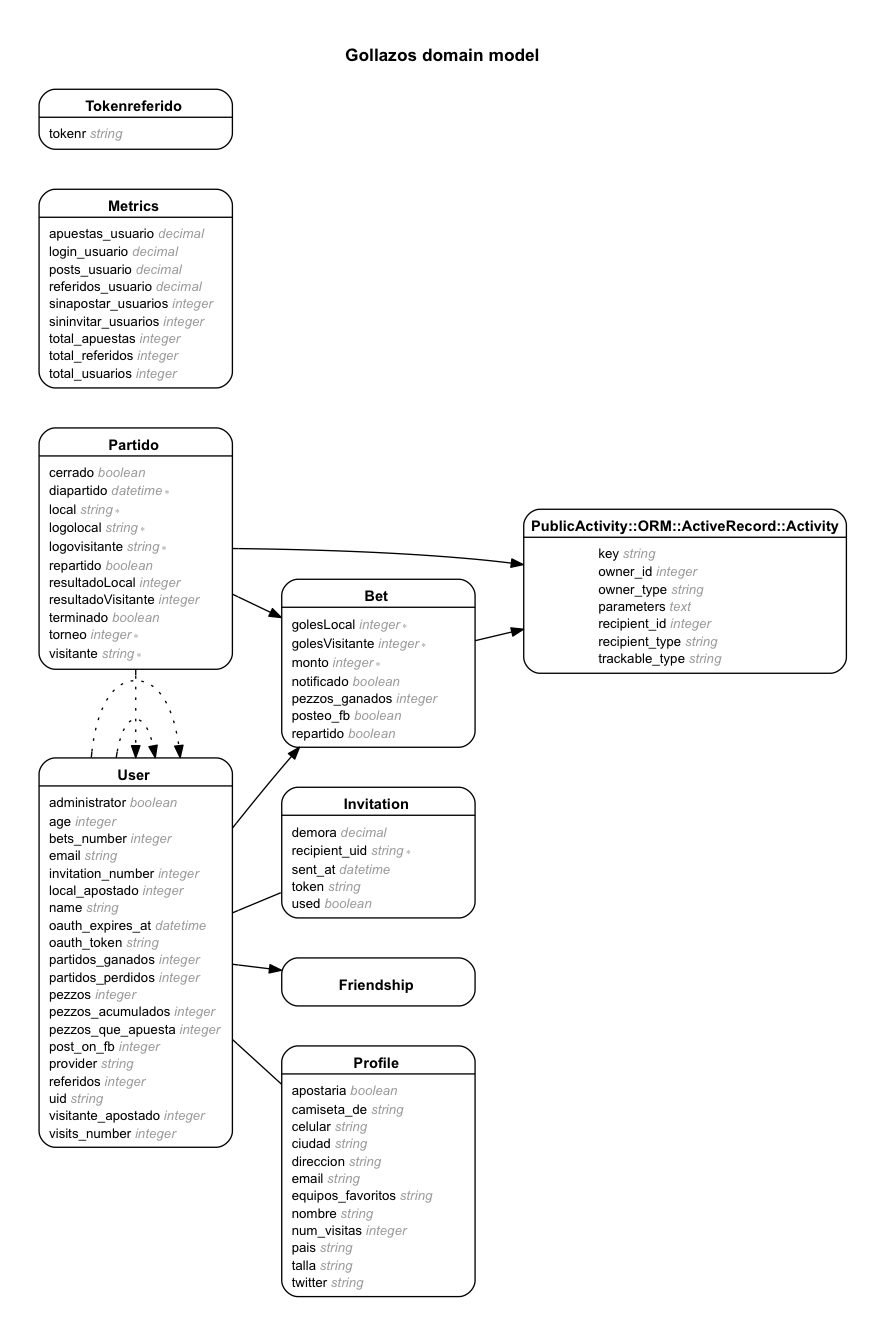 Gollazos domain model
Tokenreferido
tokenr string
Metrics
apuestas_usuario decimal
login_usuario decimal
posts_usuario decimal
referidos_usuario decimal
sinapostar_usuarios integer
sininvitar_usuarios integer
total_apuestas integer
total_referidos integer
total_usuarios integer
Partido
cerrado boolean
diapartido datetime *
local string *
logolocal string *
logovisitante string *
repartido boolean
resultadoLocal integer
resultadoVisitante integer
terminado boolean
torneo integer *
visitante string *
PublicActivity::ORM::ActiveRecord::Activity
key string
owner_id integer
owner_type string
parameters text
recipient_id integer
recipient_type string
trackable_type string
Bet
golesLocal integer *
golesVisitante integer *
monto integer *
notificado boolean
pezzos_ganados integer
posteo_fb boolean
repartido boolean
User
administrator boolean
age integer
bets_number integer
email string
invitation_number integer
local_apostado integer
name string
oauth_expires_at datetime
oauth_token string
partidos_ganados integer
partidos_perdidos integer
pezzos integer
pezzos_acumulados integer
pezzos_que_apuesta integer
post_on_fb integer
provider string
referidos integer
uid string
visitante_apostado integer
visits_number integer
Invitation
demora decimal
recipient_uid string *
sent_at datetime
token string
used boolean
Friendship
Profile
apostaria boolean
camiseta_de string
celular string
ciudad string
direccion string
email string
equipos_favoritos string
nombre string
num_visitas integer
pais string
talla string
twitter string